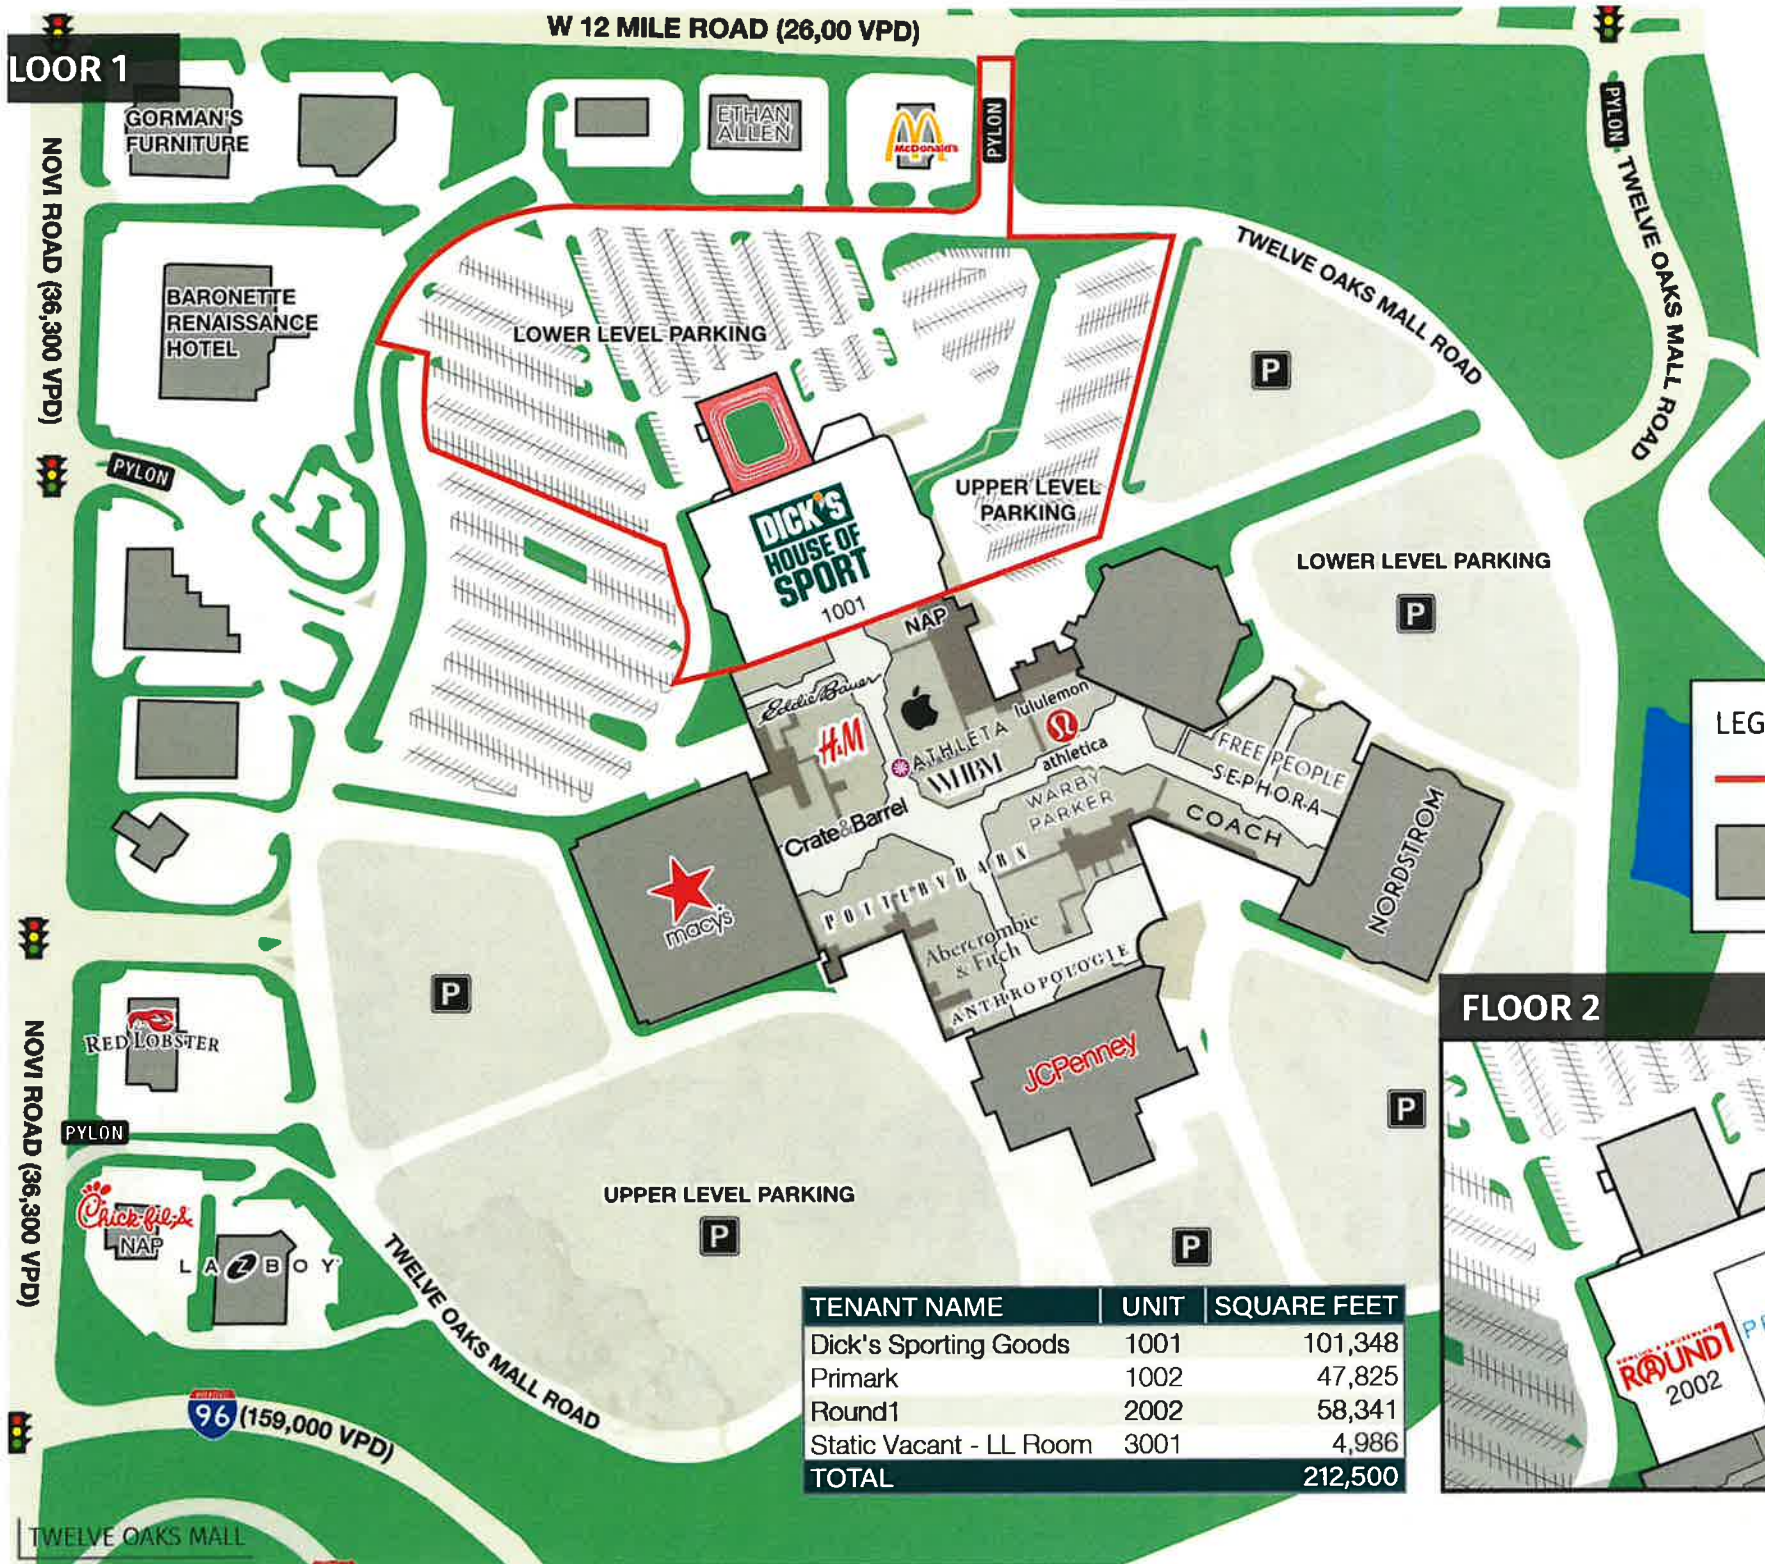 W 12 MILE ROAD (26,00 VPD)
LOOR 1
GORMAN'S
FURNITURE
ETHAN
ALLEN
McDonald's
PYLON
PYLON
TWELVE OAKS MALL ROAD
NOVI ROAD (36,300 VPD)
TWELVE OAKS MALL ROAD
BARONETTE
RENAISSANCE
HOTEL
LOWER LEVEL PARKING
P
PYLON
UPPER LEVEL
PARKING
DICK'S
HOUSE OF
SPORT
1001
LOWER LEVEL PARKING
P
NAP
Eddie Bauer
H&M
ATHLETA
WHBM
lululemon
athletica
FREE PEOPLE
SEPHORA
WARBY
PARKER
COACH
NORDSTROM
Crate&Barrel
POTTERY BARN
macy's
Abercrombie
& Fitch
ANTHROPOLOGIE
JCPenney
LEG
P
RED LOBSTER
NOVI ROAD (36,300 VPD)
PYLON
Chick-fil-A
NAP
LAZBOY
UPPER LEVEL PARKING
P
P
P
TWELVE OAKS MALL ROAD
INTERSTATE
96 (159,000 VPD)
TENANT NAME UNIT SQUARE FEET
Dick's Sporting Goods 1001 101,348
Primark 1002 47,825
Round1 2002 58,341
Static Vacant - LL Room 3001 4,986
TOTAL 212,500
FLOOR 2
BOWLING & AMUSEMENT
ROUND1
2002
PR
TWELVE OAKS MALL